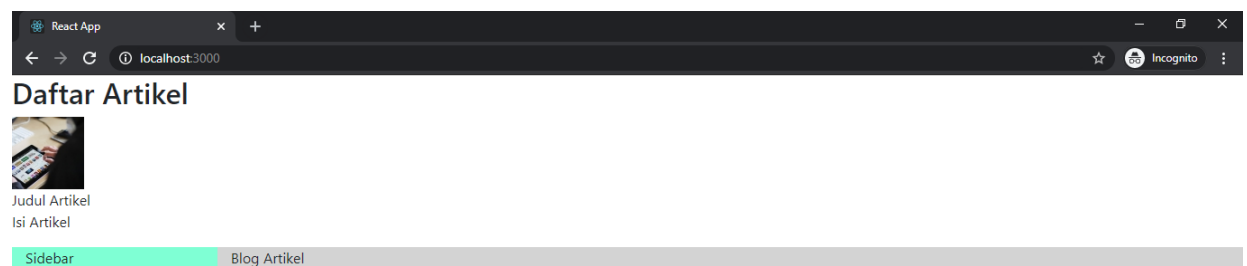 React App
localhost:3000
Incognito
Daftar Artikel
Judul Artikel
Isi Artikel
Sidebar
Blog Artikel